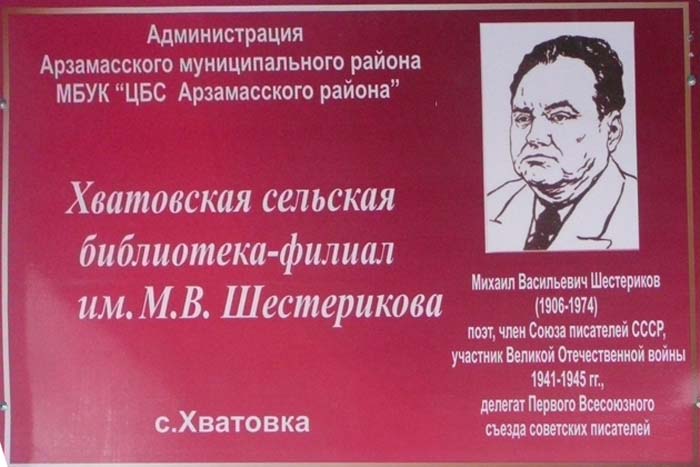 Администрация
Арзамасского муниципального района
МБУК “ЦБС Арзамасского района”
Хватовская сельская
библиотека-филиал
им. М.В. Шестерикова
с.Хватовка
Михаил Васильевич Шестериков
(1906-1974)
поэт, член Союза писателей СССР,
участник Великой Отечественной войны
1941-1945 гг.,
делегат Первого Всесоюзного
съезда советских писателей